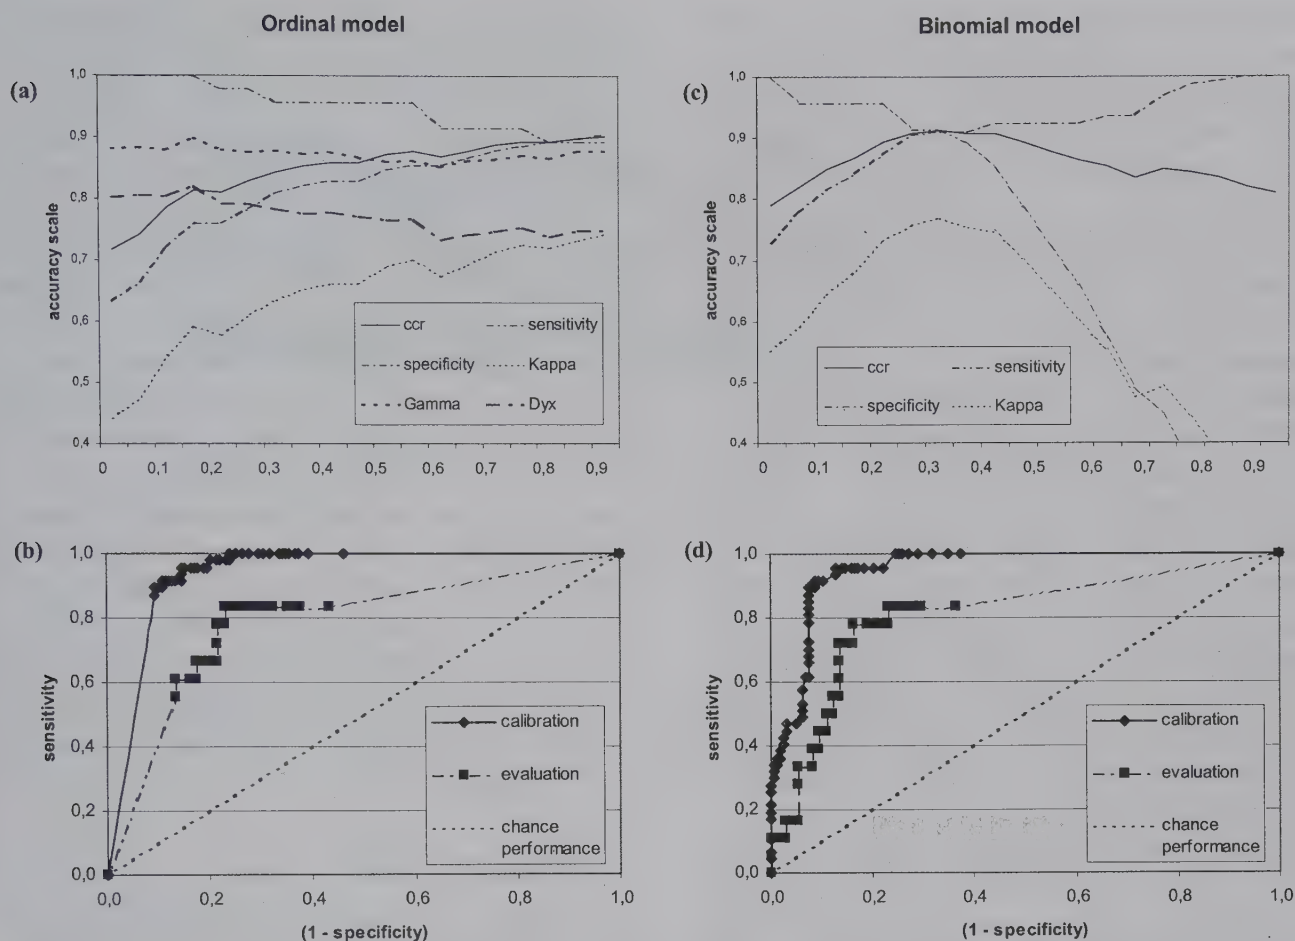 Ordinal model
Binomial model
(a)
1,0
0,9
0,8
0,7
0,6
0,5
0,4
accuracy scale
ccr
sensitivity
specificity
Kappa
Gamma
Dyx
0
0,1
0,2
0,3
0,4
0,5
0,6
0,7
0,8
0,9
(c)
1,0
0,9
0,8
0,7
0,6
0,5
0,4
accuracy scale
ccr
sensitivity
specificity
Kappa
0
0,1
0,2
0,3
0,4
0,5
0,6
0,7
0,8
0,9
(b)
1,0
0,8
0,6
0,4
0,2
0,0
sensitivity
calibration
evaluation
chance
performance
0,0
0,2
0,4
0,6
0,8
1,0
(1 - specificity)
(d)
1,0
0,8
0,6
0,4
0,2
0,0
sensitivity
calibration
evaluation
chance
performance
0,0
0,2
0,4
0,6
0,8
1,0
(1 - specificity)